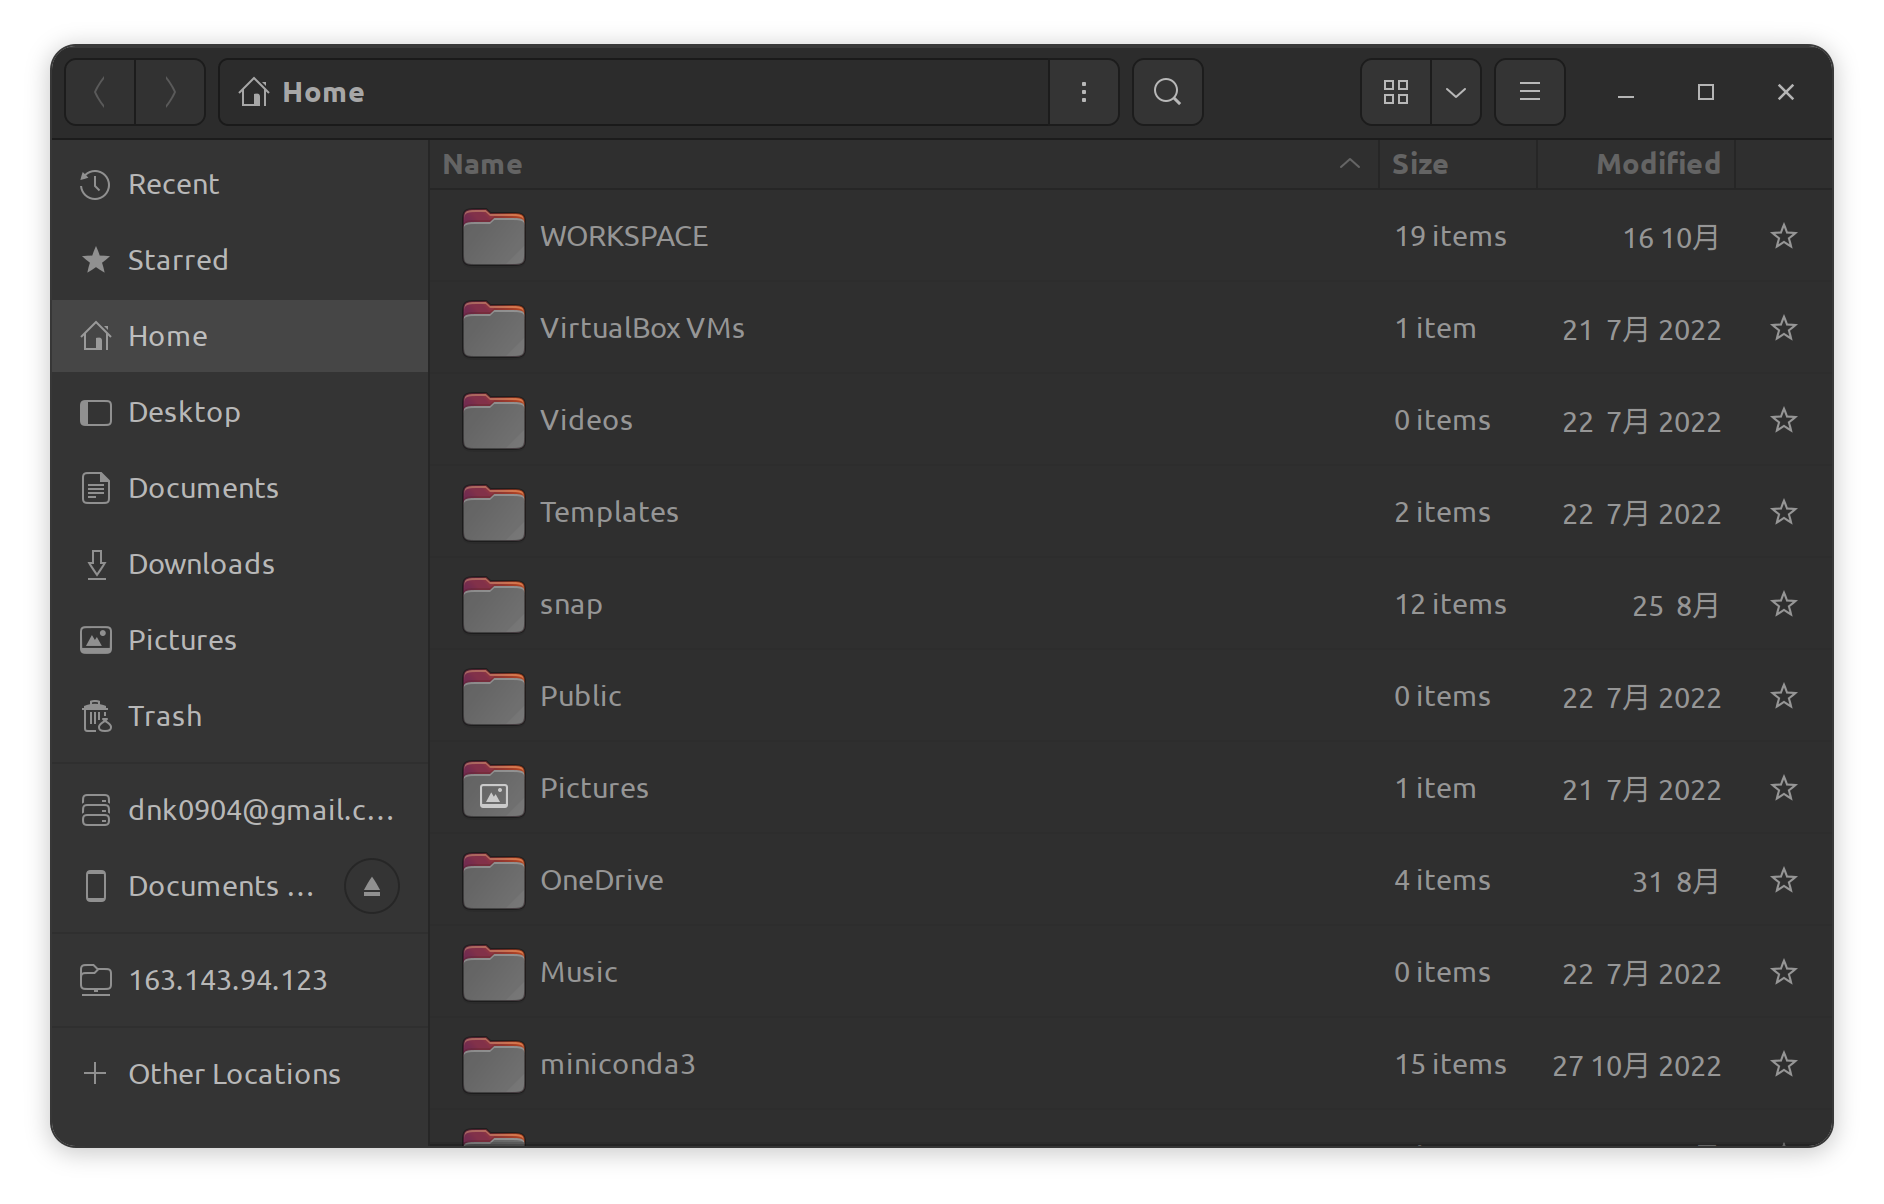 Home
Recent
Starred
Home
Desktop
Documents
Downloads
Pictures
Trash
dnk0904@gmail.c...
Documents ...
163.143.94.123
Other Locations
Name Size Modified
WORKSPACE 19 items 16 10月
VirtualBox VMs 1 item 21 7月 2022
Videos 0 items 22 7月 2022
Templates 2 items 22 7月 2022
snap 12 items 25 8月
Public 0 items 22 7月 2022
Pictures 1 item 21 7月 2022
OneDrive 4 items 31 8月
Music 0 items 22 7月 2022
miniconda3 15 items 27 10月 2022